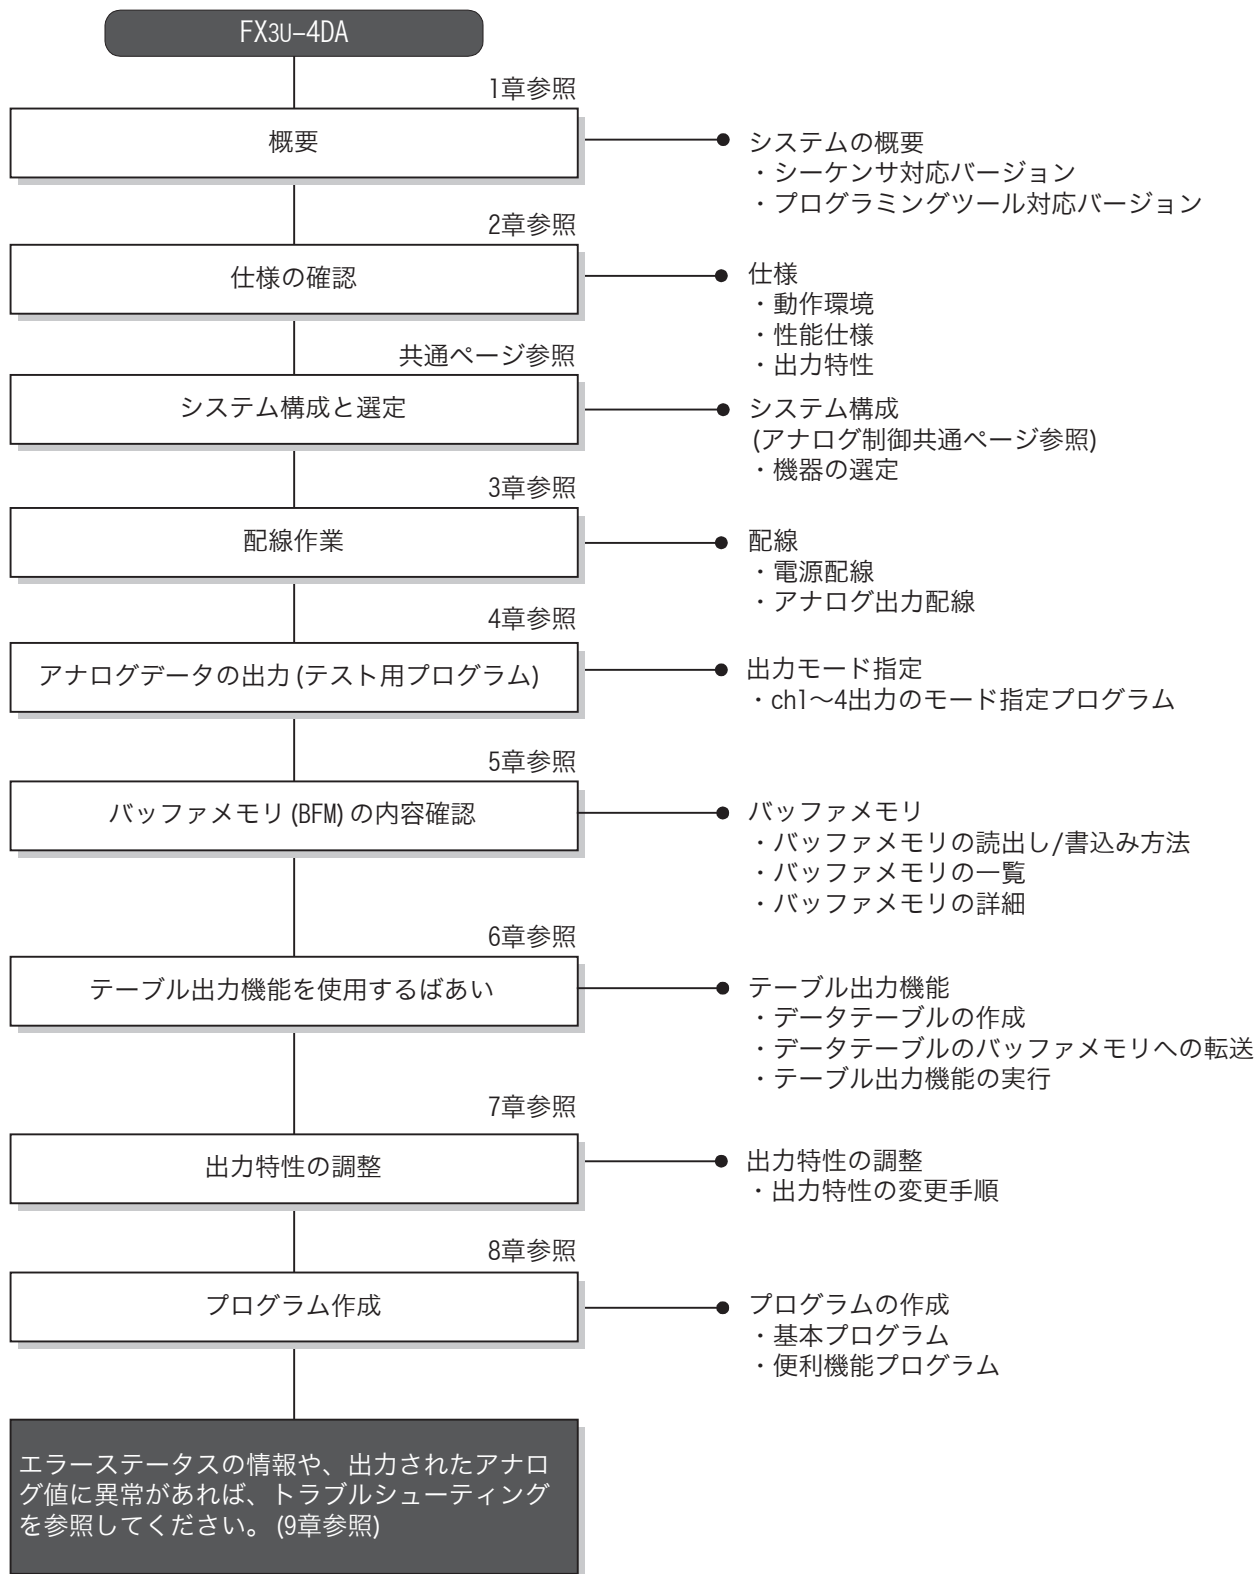 FX3U-4DA
1章参照
概要
システムの概要
・シーケンサ対応バージョン
・プログラミングツール対応バージョン
2章参照
仕様の確認
仕様
・動作環境
・性能仕様
・出力特性
共通ページ参照
システム構成と選定
システム構成
(アナログ制御共通ページ参照)
・機器の選定
3章参照
配線作業
配線
・電源配線
・アナログ出力配線
4章参照
アナログデータの出力(テスト用プログラム)
出力モード指定
・ch1～4出力のモード指定プログラム
5章参照
バッファメモリ(BFM)の内容確認
バッファメモリ
・バッファメモリの読出し/書込み方法
・バッファメモリの一覧
・バッファメモリの詳細
6章参照
テーブル出力機能を使用するばあい
テーブル出力機能
・データテーブルの作成
・データテーブルのバッファメモリへの転送
・テーブル出力機能の実行
7章参照
出力特性の調整
出力特性の調整
・出力特性の変更手順
8章参照
プログラム作成
プログラムの作成
・基本プログラム
・便利機能プログラム
エラーステータスの情報や、出力されたアナロ
グ値に異常があれば、トラブルシューティング
を参照してください。(9章参照)